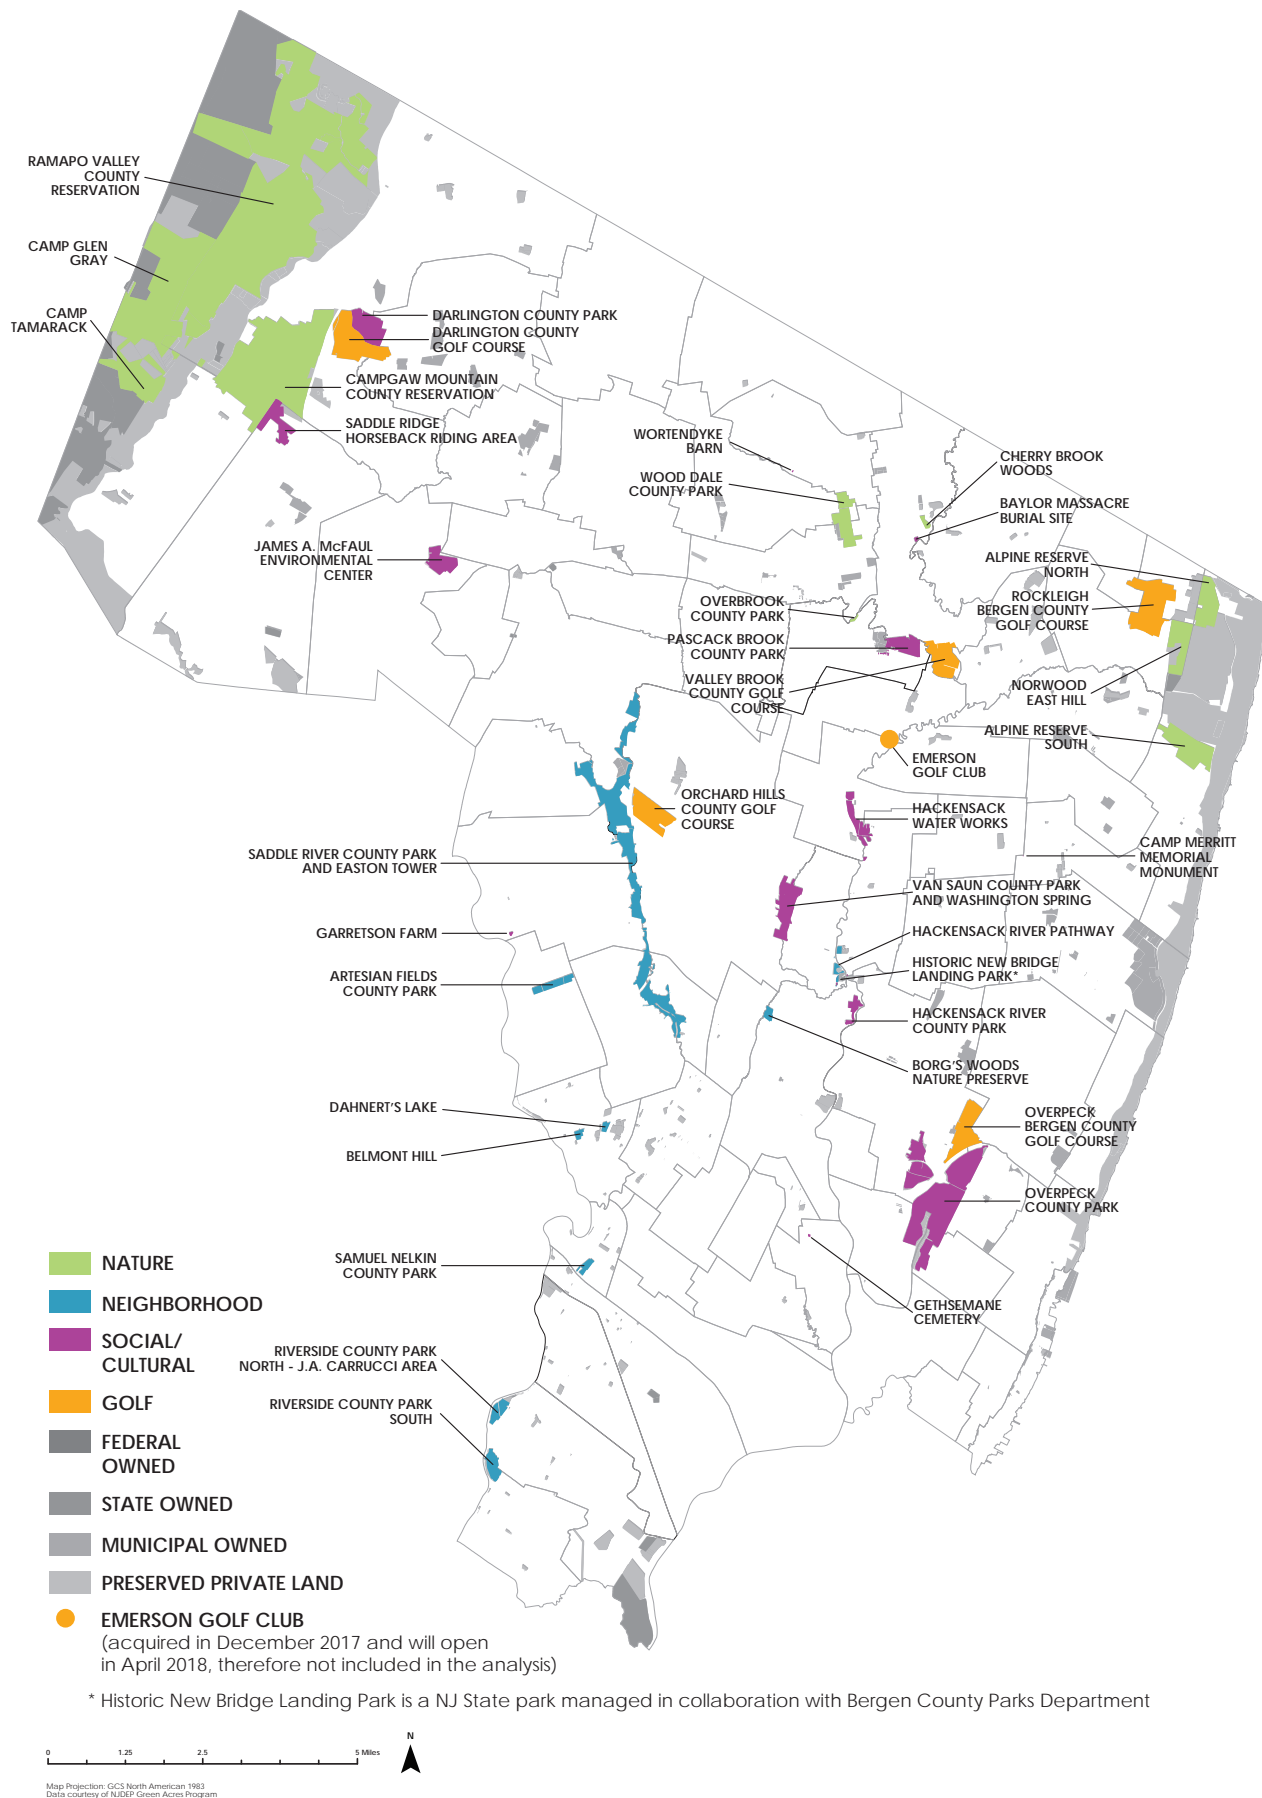 RAMAPO VALLEY
COUNTY
RESERVATION
CAMP GLEN
GRAY
CAMP
TAMARACK
DARLINGTON COUNTY PARK
DARLINGTON COUNTY
GOLF COURSE
CAMPGAW MOUNTAIN
COUNTY RESERVATION
SADDLE RIDGE
HORSEBACK RIDING AREA
WORTENDYKE
BARN
WOOD DALE
COUNTY PARK
CHERRY BROOK
WOODS
BAYLOR MASSACRE
BURIAL SITE
JAMES A. McFAUL
ENVIRONMENTAL
CENTER
ALPINE RESERVE
NORTH
ROCKLEIGH
BERGEN COUNTY
GOLF COURSE
OVERBROOK
COUNTY PARK
PASCACK BROOK
COUNTY PARK
VALLEY BROOK
COUNTY GOLF
COURSE
NORWOOD
EAST HILL
ALPINE RESERVE
SOUTH
EMERSON
GOLF CLUB
ORCHARD HILLS
COUNTY GOLF
COURSE
HACKENSACK
WATER WORKS
CAMP MERRITT
MEMORIAL
MONUMENT
SADDLE RIVER COUNTY PARK
AND EASTON TOWER
VAN SAUN COUNTY PARK
AND WASHINGTON SPRING
GARRETSON FARM
HACKENSACK RIVER PATHWAY
ARTESIAN FIELDS
COUNTY PARK
HISTORIC NEW BRIDGE
LANDING PARK*
HACKENSACK RIVER
COUNTY PARK
BORG'S WOODS
NATURE PRESERVE
DAHNERT'S LAKE
BELMONT HILL
OVERPECK
BERGEN COUNTY
GOLF COURSE
OVERPECK
COUNTY PARK
SAMUEL NELKIN
COUNTY PARK
GETHSEMANE
CEMETERY
RIVERSIDE COUNTY PARK
NORTH - J.A. CARRUCCI AREA
RIVERSIDE COUNTY PARK
SOUTH
NATURE
NEIGHBORHOOD
SOCIAL/
CULTURAL
GOLF
FEDERAL
OWNED
STATE OWNED
MUNICIPAL OWNED
PRESERVED PRIVATE LAND
EMERSON GOLF CLUB
(acquired in December 2017 and will open
in April 2018, therefore not included in the analysis)
* Historic New Bridge Landing Park is a NJ State park managed in collaboration with Bergen County Parks Department
0 1.25 2.5 5 Miles
N
Map Projection: GCS North American 1983
Data courtesy of NJDEP Green Acres Program